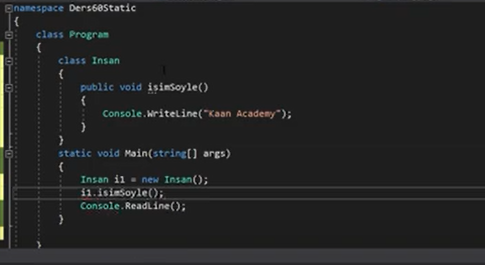 namespace Ders60Static
{
class Program
{
class Insan
{
public void isimSoyle()
{
Console.WriteLine("Kaan Academy");
}
}
static void Main(string[] args)
{
Insan i1 = new Insan();
i1.isimSoyle();
Console.ReadLine();
}
}